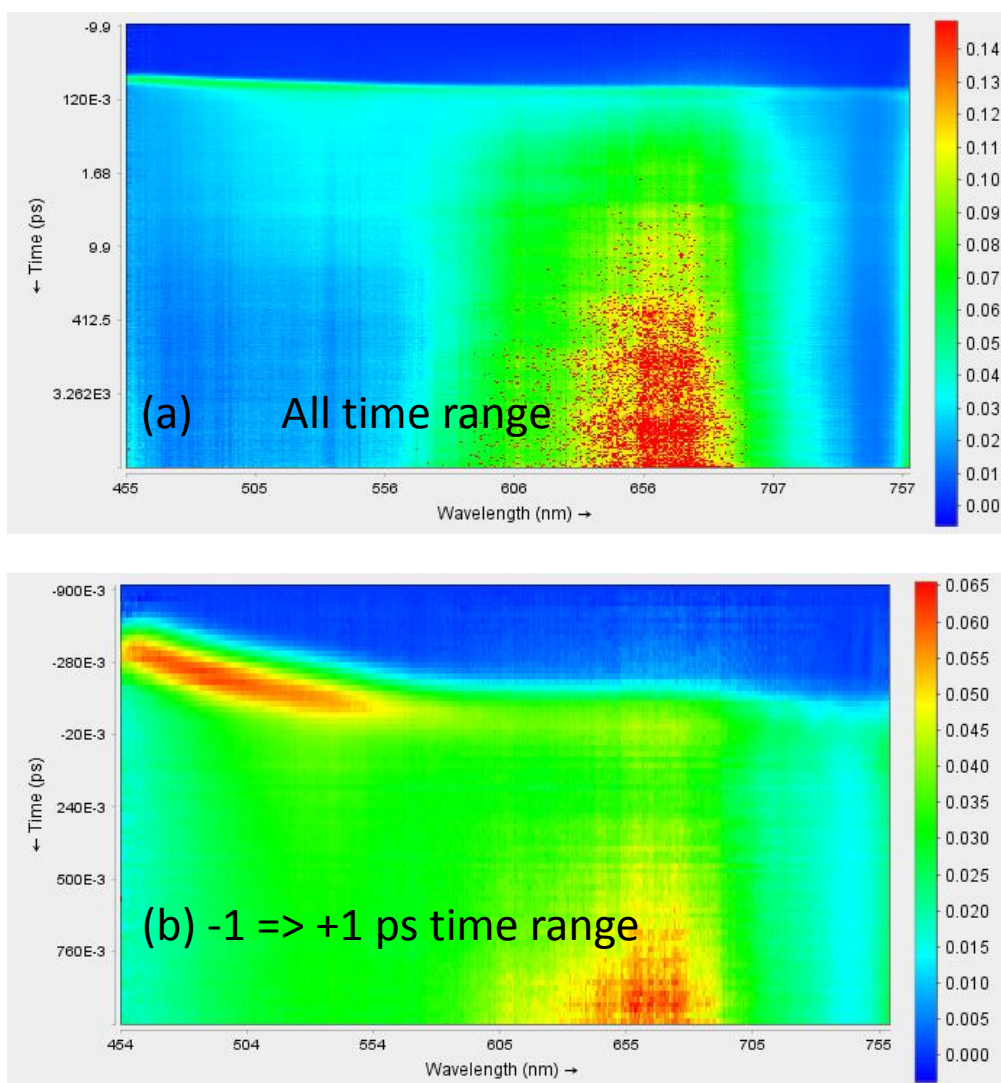 -9.9
120E-3
1.68
9.9
412.5
3.262E3
← Time (ps)
(a) All time range
455 505 556 606 656 707 757
Wavelength (nm) →
0.14
0.13
0.12
0.11
0.10
0.09
0.08
0.07
0.06
0.05
0.04
0.03
0.02
0.01
0.00
-900E-3
-280E-3
-20E-3
240E-3
500E-3
760E-3
← Time (ps)
(b) -1 => +1 ps time range
454 504 554 605 655 705 755
Wavelength (nm) →
0.065
0.060
0.055
0.050
0.045
0.040
0.035
0.030
0.025
0.020
0.015
0.010
0.005
0.000